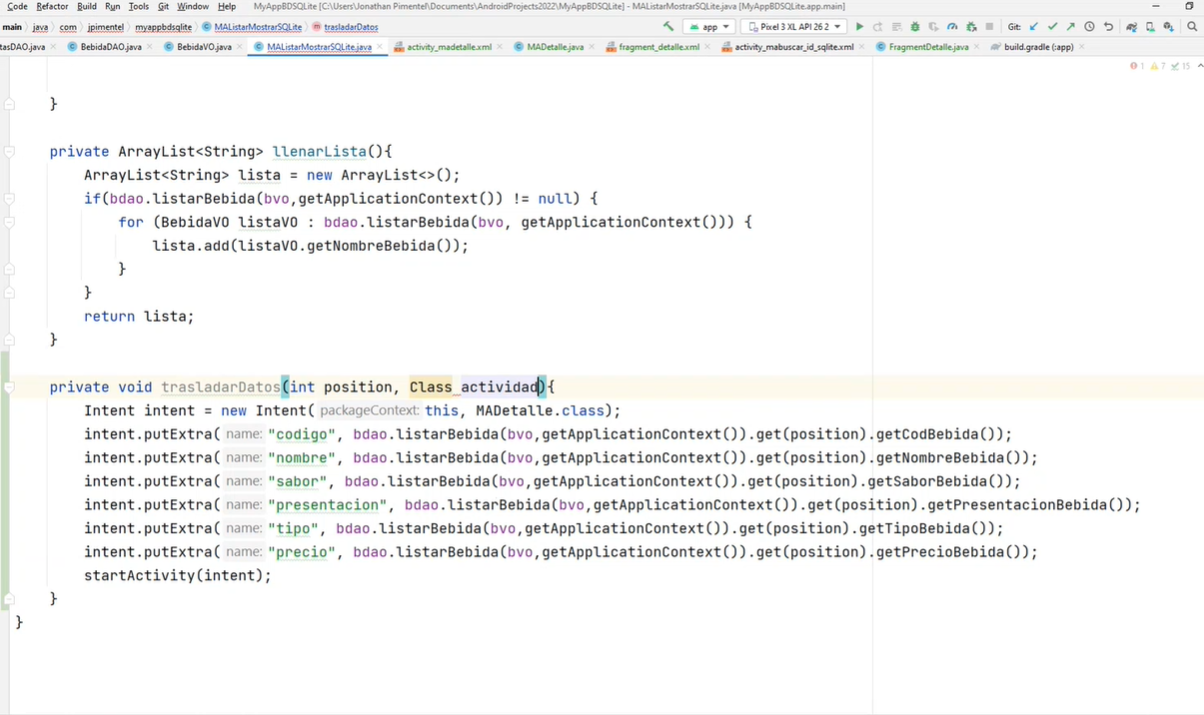 Code Refactor Build Run Tools Git Window Help MyAppBDSQLite [C:\Users\Jonathan Pimentel\Documents\AndroidProjects2022\MyAppBDSQLite] - MAListarMostrarSQLite.java [MyAppBDSQLite.app.main]
main java com jpimentel myappbdsqlite MAListarMostrarSQLite trasladarDatos app Pixel 3 XL API 26 2 Git:
tasDAO.java BebidaDAO.java BebidaVO.java MAListarMostrarSQLite.java activity_madetalle.xml MADetalle.java fragment_detalle.xml activity_mabuscar_id_sqlite.xml FragmentDetalle.java build.gradle (:app)
1 7 15
}
private ArrayList<String> llenarLista(){
ArrayList<String> lista = new ArrayList<>();
if(bdao.listarBebida(bvo,getApplicationContext()) != null) {
for (BebidaVO listaVO : bdao.listarBebida(bvo, getApplicationContext())) {
lista.add(listaVO.getNombreBebida());
}
}
return lista;
}
private void trasladarDatos(int position, Class actividad){
Intent intent = new Intent( packageContext: this, MADetalle.class);
intent.putExtra( name: "codigo", bdao.listarBebida(bvo,getApplicationContext()).get(position).getCodBebida());
intent.putExtra( name: "nombre", bdao.listarBebida(bvo,getApplicationContext()).get(position).getNombreBebida());
intent.putExtra( name: "sabor", bdao.listarBebida(bvo,getApplicationContext()).get(position).getSaborBebida());
intent.putExtra( name: "presentacion", bdao.listarBebida(bvo,getApplicationContext()).get(position).getPresentacionBebida());
intent.putExtra( name: "tipo", bdao.listarBebida(bvo,getApplicationContext()).get(position).getTipoBebida());
intent.putExtra( name: "precio", bdao.listarBebida(bvo,getApplicationContext()).get(position).getPrecioBebida());
startActivity(intent);
}
}